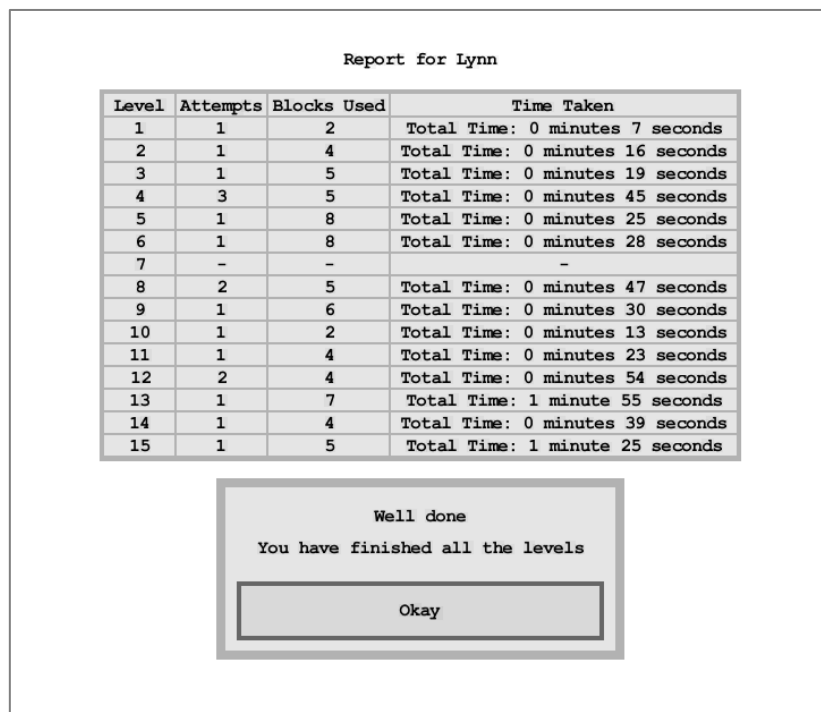 Report for Lynn
Level Attempts Blocks Used Time Taken
1 1 2 Total Time: 0 minutes 7 seconds
2 1 4 Total Time: 0 minutes 16 seconds
3 1 5 Total Time: 0 minutes 19 seconds
4 3 5 Total Time: 0 minutes 45 seconds
5 1 8 Total Time: 0 minutes 25 seconds
6 1 8 Total Time: 0 minutes 28 seconds
7 - - -
8 2 5 Total Time: 0 minutes 47 seconds
9 1 6 Total Time: 0 minutes 30 seconds
10 1 2 Total Time: 0 minutes 13 seconds
11 1 4 Total Time: 0 minutes 23 seconds
12 2 4 Total Time: 0 minutes 54 seconds
13 1 7 Total Time: 1 minute 55 seconds
14 1 4 Total Time: 0 minutes 39 seconds
15 1 5 Total Time: 1 minute 25 seconds
Well done
You have finished all the levels
Okay